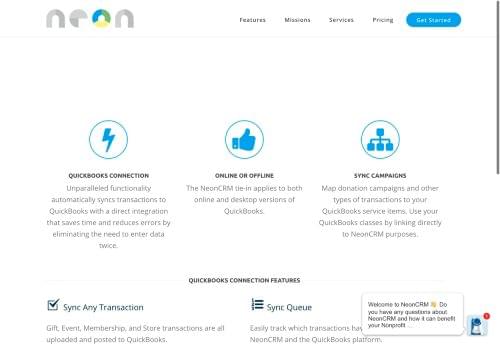 neon
Features Missions Services Pricing Get Started
QUICKBOOKS CONNECTION
Unparalleled functionality
automatically syncs transactions to
QuickBooks with a direct integration
that saves time and reduces errors by
eliminating the need to enter data
twice.
ONLINE OR OFFLINE
The NeonCRM tie-in applies to both
online and desktop versions of
QuickBooks.
SYNC CAMPAIGNS
Map donation campaigns and other
types of transactions to your
QuickBooks service items. Use your
QuickBooks classes by linking directly
to NeonCRM purposes.
QUICKBOOKS CONNECTION FEATURES
Sync Any Transaction
Gift, Event, Membership, and Store transactions are all
uploaded and posted to QuickBooks.
Sync Queue
Easily track which transactions
NeonCRM and the QuickBooks platform.
Welcome to NeonCRM 👋 Do
you have any questions about
NeonCRM and how it can benefit
your Nonprofit ...
1